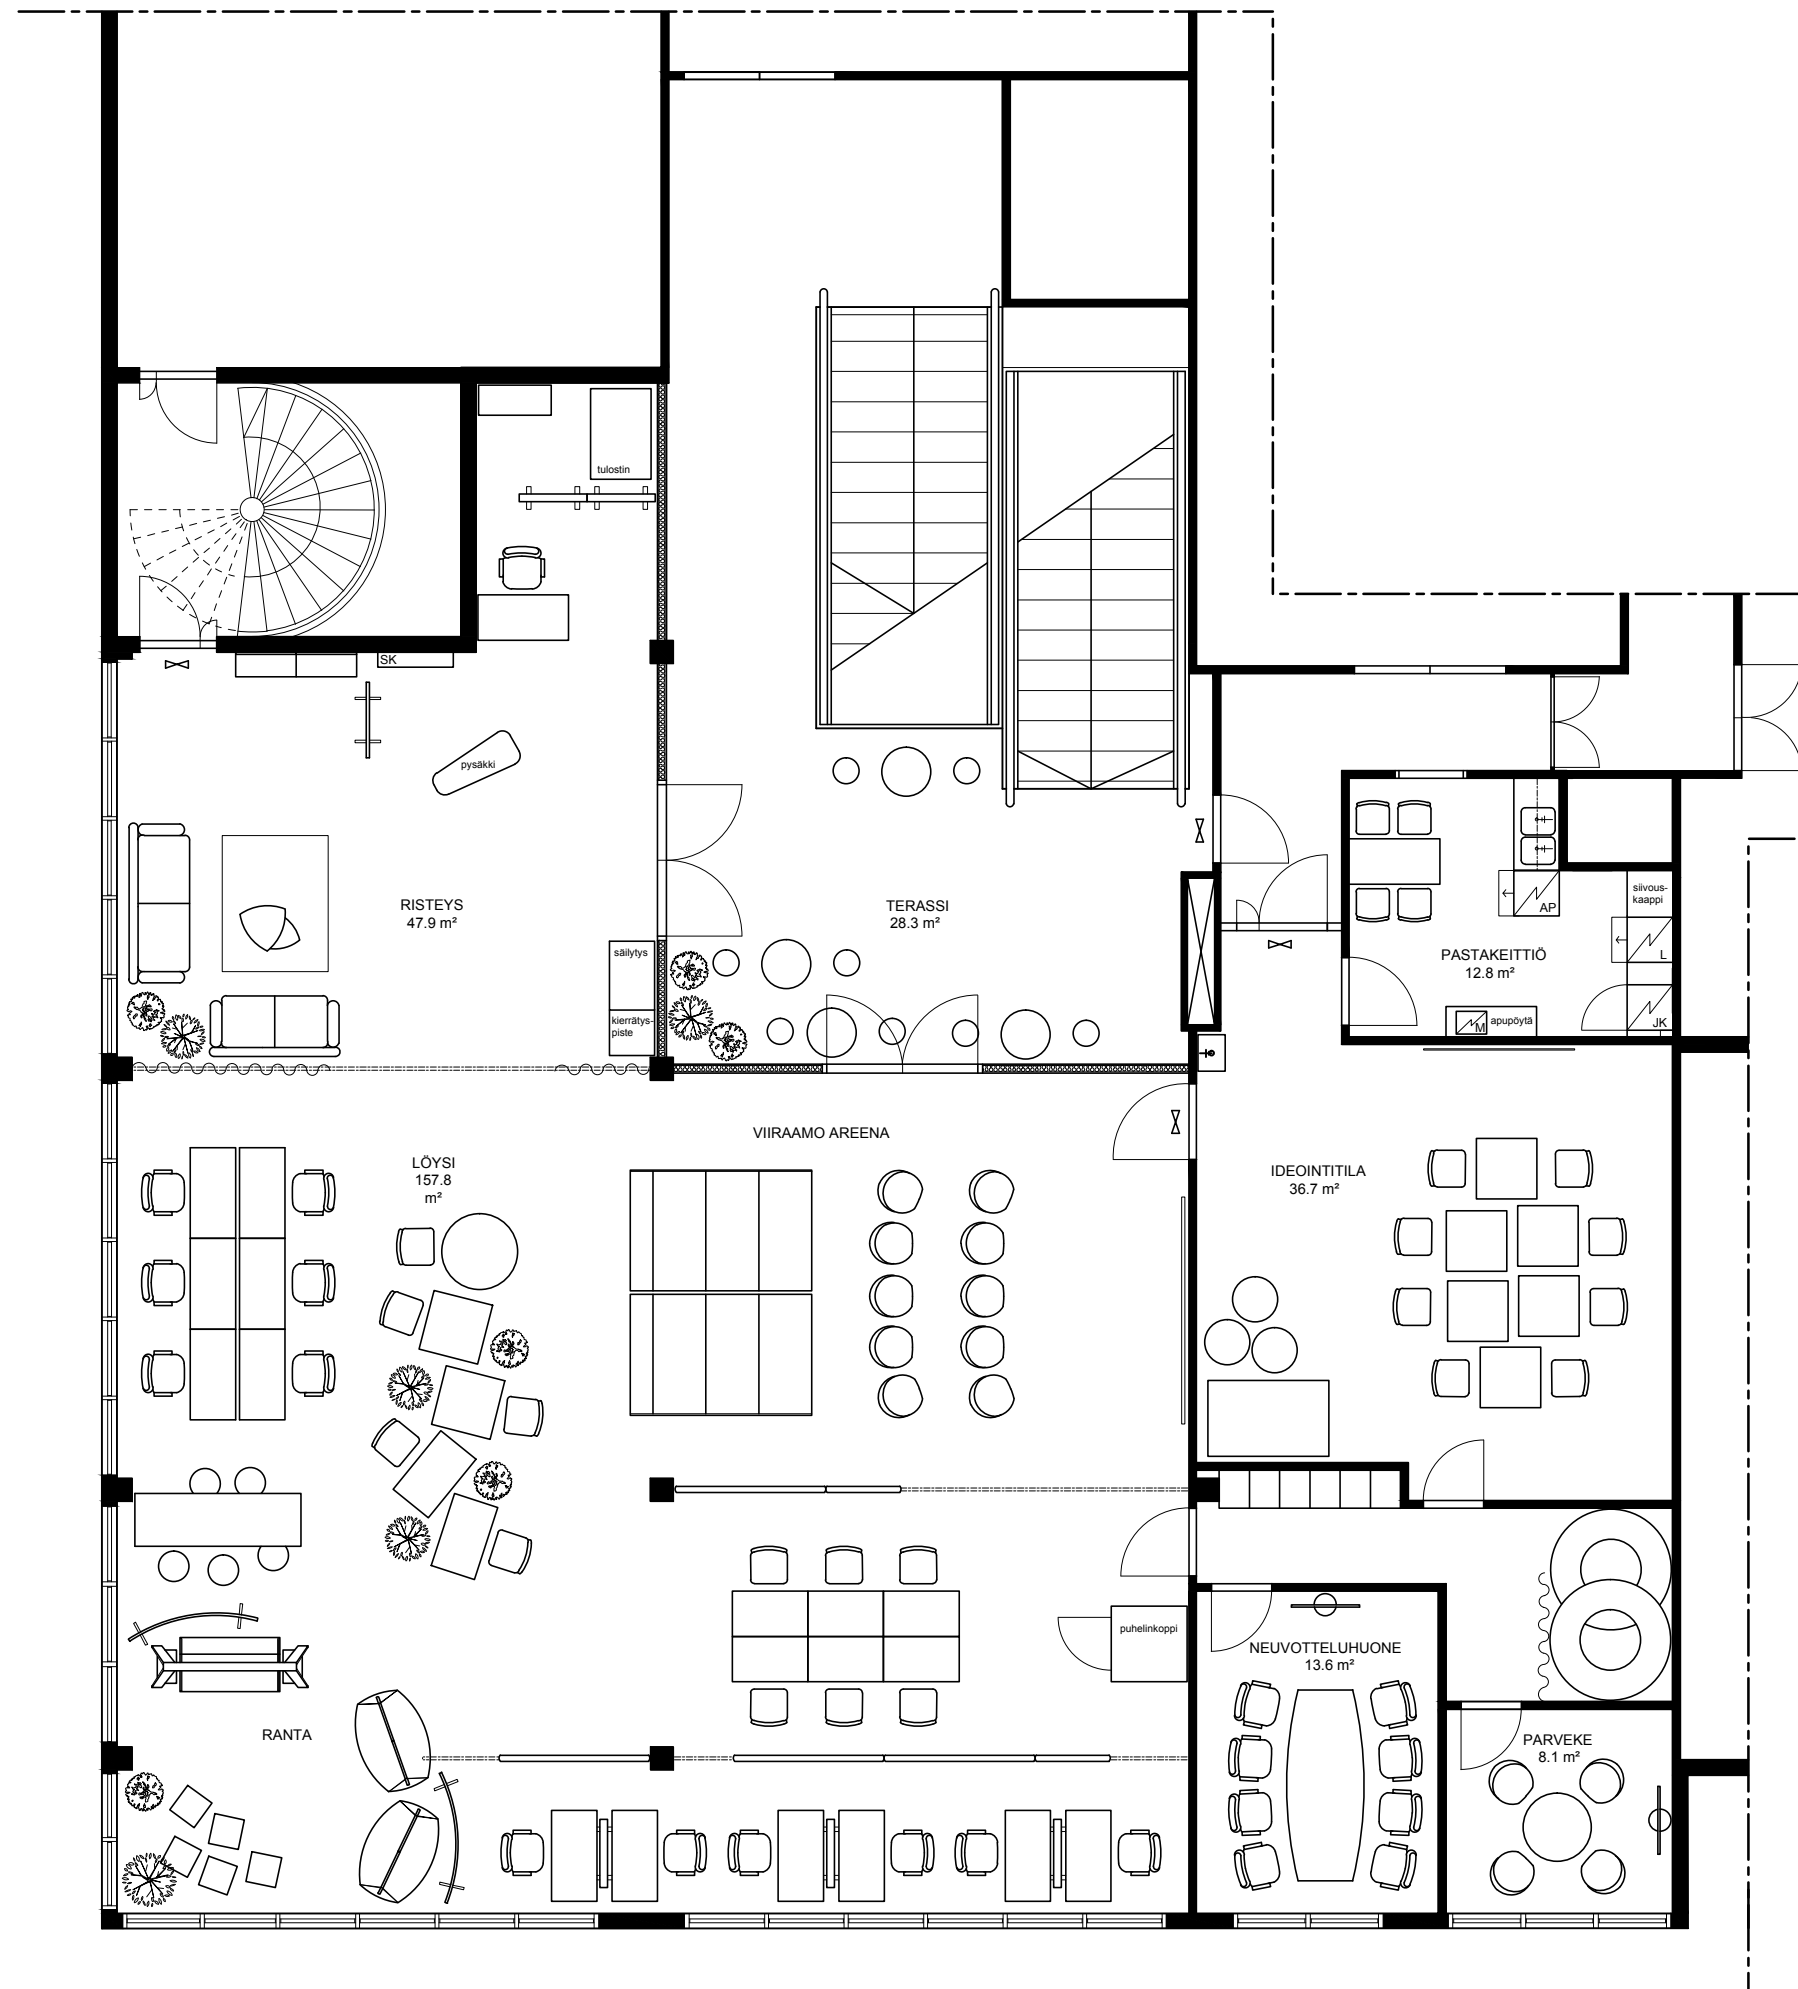 tulostin
SK
pysäkki
RISTEYS
47.9 m²
TERASSI
28.3 m²
säilytys
kierrätys-
piste
siivous-
kaappi
AP
L
PASTAKEITTIÖ
12.8 m²
M
apupöytä
JK
VIIRAAMO AREENA
LÖYSI
157.8
m²
IDEOINTITILA
36.7 m²
puhelinkoppi
NEUVOTTELUHUONE
13.6 m²
RANTA
PARVEKE
8.1 m²